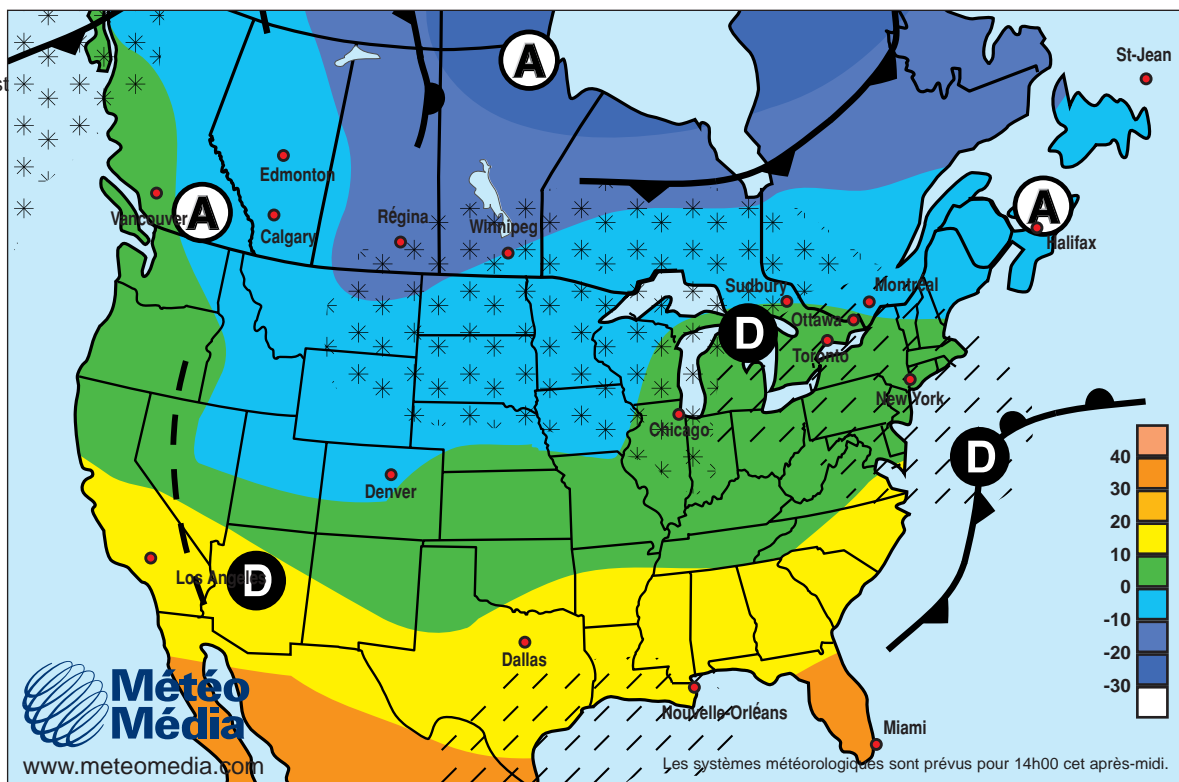 A
St-Jean
st
Edmonton
Vancouver
A
Calgary
Régina
Winnipeg
A
Halifax
Sudbury
Montréal
D
Ottawa
Toronto
New York
Chicago
D
Denver
40
30
20
10
0
-10
-20
-30
Los Angeles
D
Dallas
Nouvelle-Orléans
Miami
Météo
Média
www.meteomedia.com
Les systèmes météorologiques sont prévus pour 14h00 cet après-midi.